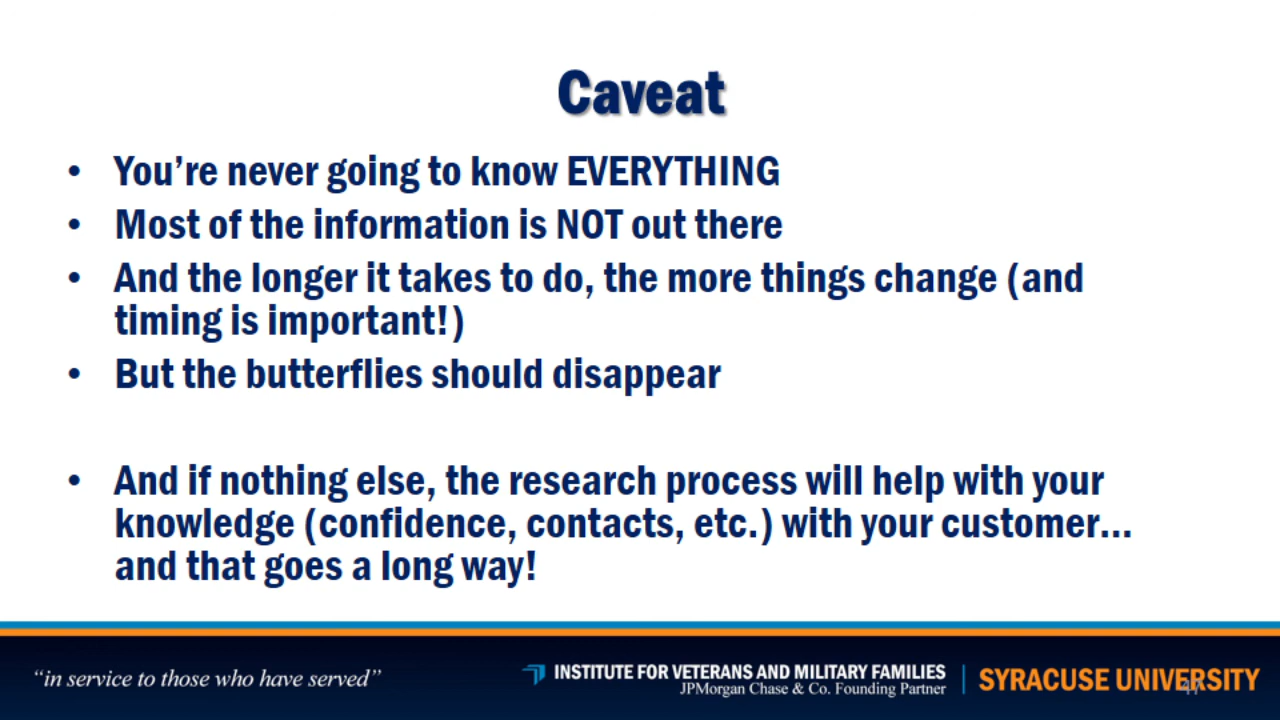 Caveat
• You're never going to know EVERYTHING
• Most of the information is NOT out there
• And the longer it takes to do, the more things change (and
timing is important!)
• But the butterflies should disappear
• And if nothing else, the research process will help with your
knowledge (confidence, contacts, etc.) with your customer...
and that goes a long way!
“in service to those who have served”
INSTITUTE FOR VETERANS AND MILITARY FAMILIES
JPMorgan Chase & Co. Founding Partner
SYRACUSE UNIVERSITY
47